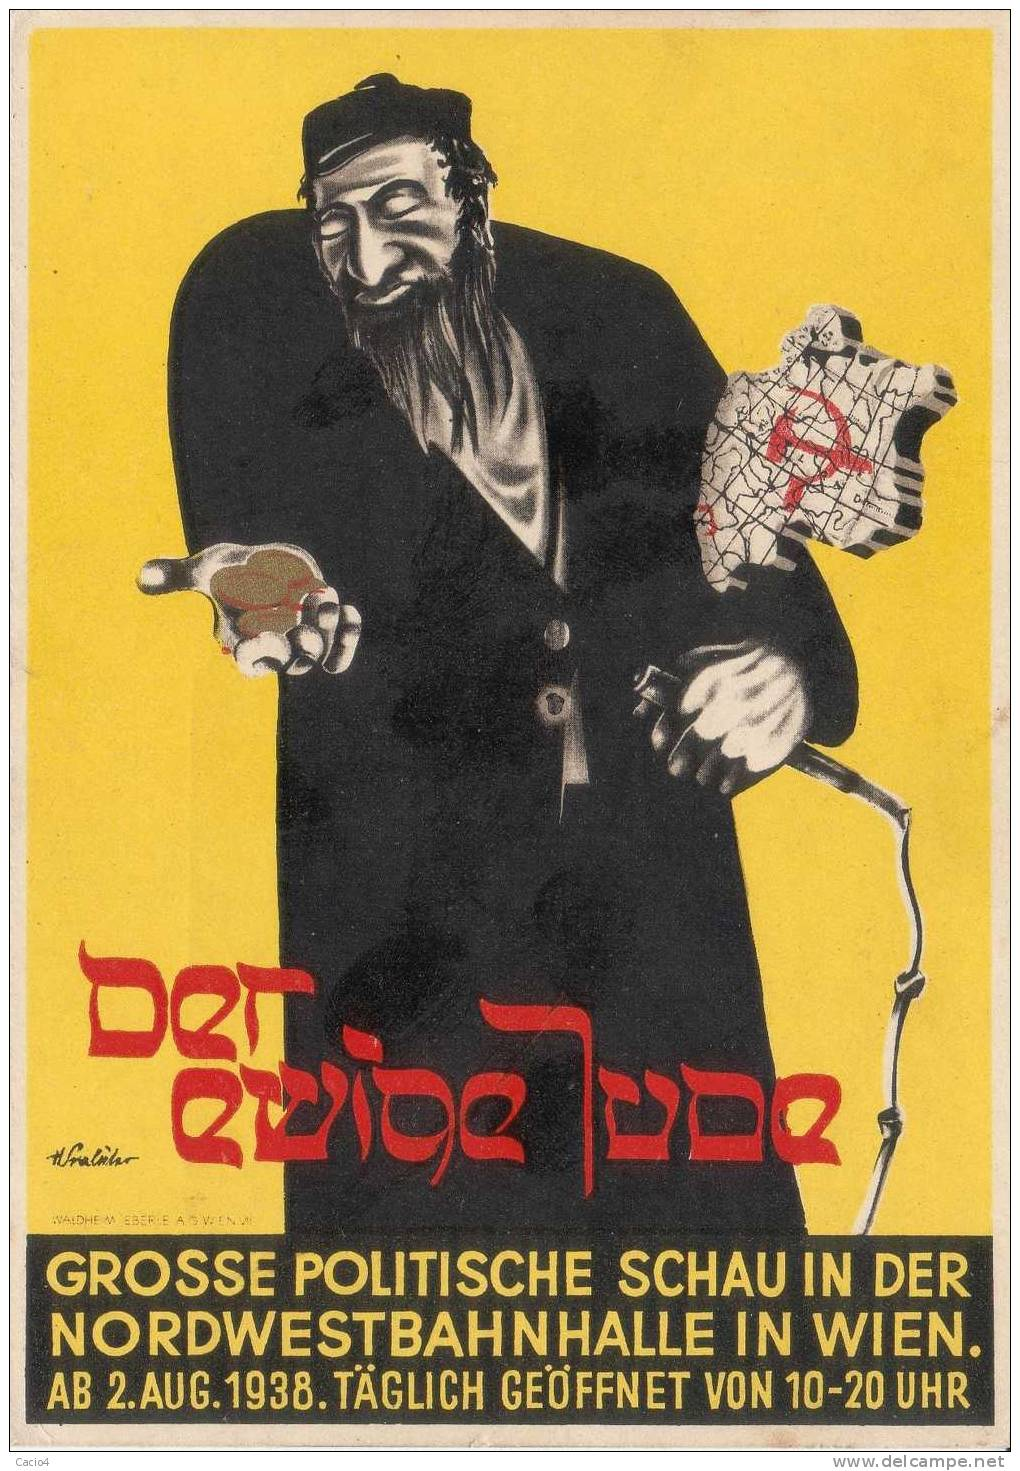 Der
ewige Jude
WALDHEIM EBERLE A.G. WIEN VII
GROSSE POLITISCHE SCHAU IN DER
NORDWESTBAHNHALLE IN WIEN.
AB 2. AUG. 1938. TÄGLICH GEÖFFNET VON 10-20 UHR
Cacio4
delcampe.net